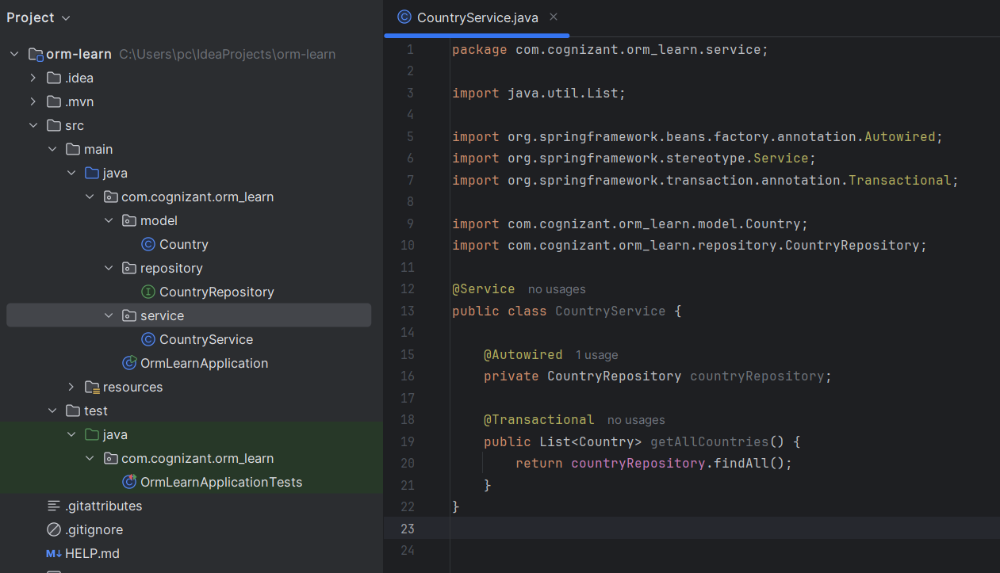 Project
orm-learn C:\Users\pc\IdeaProjects\orm-learn
.idea
.mvn
src
main
java
com.cognizant.orm_learn
model
Country
repository
CountryRepository
service
CountryService
OrmLearnApplication
resources
test
java
com.cognizant.orm_learn
OrmLearnApplicationTests
.gitattributes
.gitignore
HELP.md
CountryService.java
1 package com.cognizant.orm_learn.service;
2
3 import java.util.List;
4
5 import org.springframework.beans.factory.annotation.Autowired;
6 import org.springframework.stereotype.Service;
7 import org.springframework.transaction.annotation.Transactional;
8
9 import com.cognizant.orm_learn.model.Country;
10 import com.cognizant.orm_learn.repository.CountryRepository;
11
12 @Service no usages
13 public class CountryService {
14
15 @Autowired 1 usage
16 private CountryRepository countryRepository;
17
18 @Transactional no usages
19 public List<Country> getAllCountries() {
20 return countryRepository.findAll();
21 }
22 }
23
24